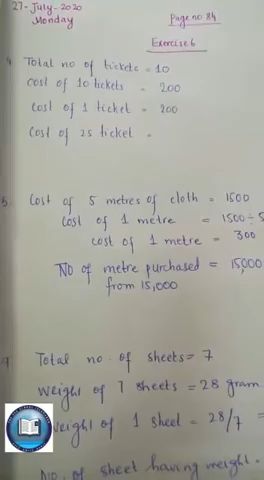 27-July-2020
Monday
Page no 84
Exercise 6
Total no of tickets = 10
Cost of 10 tickets = 200
Cost of 1 ticket = 200
Cost of 25 ticket =
5. Cost of 5 metres of cloth = 1500
Cost of 1 metre = 1500 ÷ 5
Cost of 1 metre = 300
No of metre purchased = 15,000
from 15,000
9 Total no. of sheets = 7
Weight of 7 sheets = 28 gram
Weight of 1 sheet = 28/7 =
No. of sheet having weight.